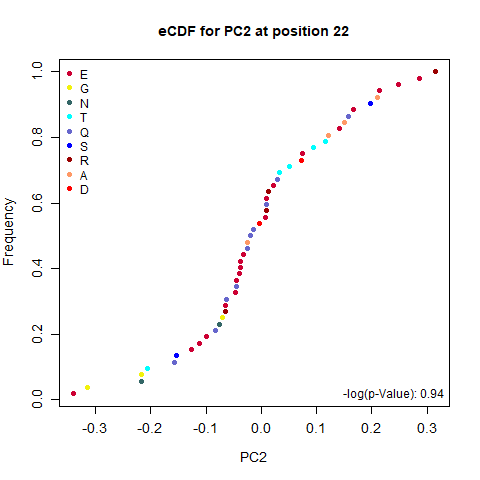 eCDF for PC2 at position 22
Frequency
1.0
0.8
0.6
0.4
0.2
0.0
E
G
N
T
Q
S
R
A
D
-log(p-Value): 0.94
-0.3 -0.2 -0.1 0.0 0.1 0.2 0.3
PC2